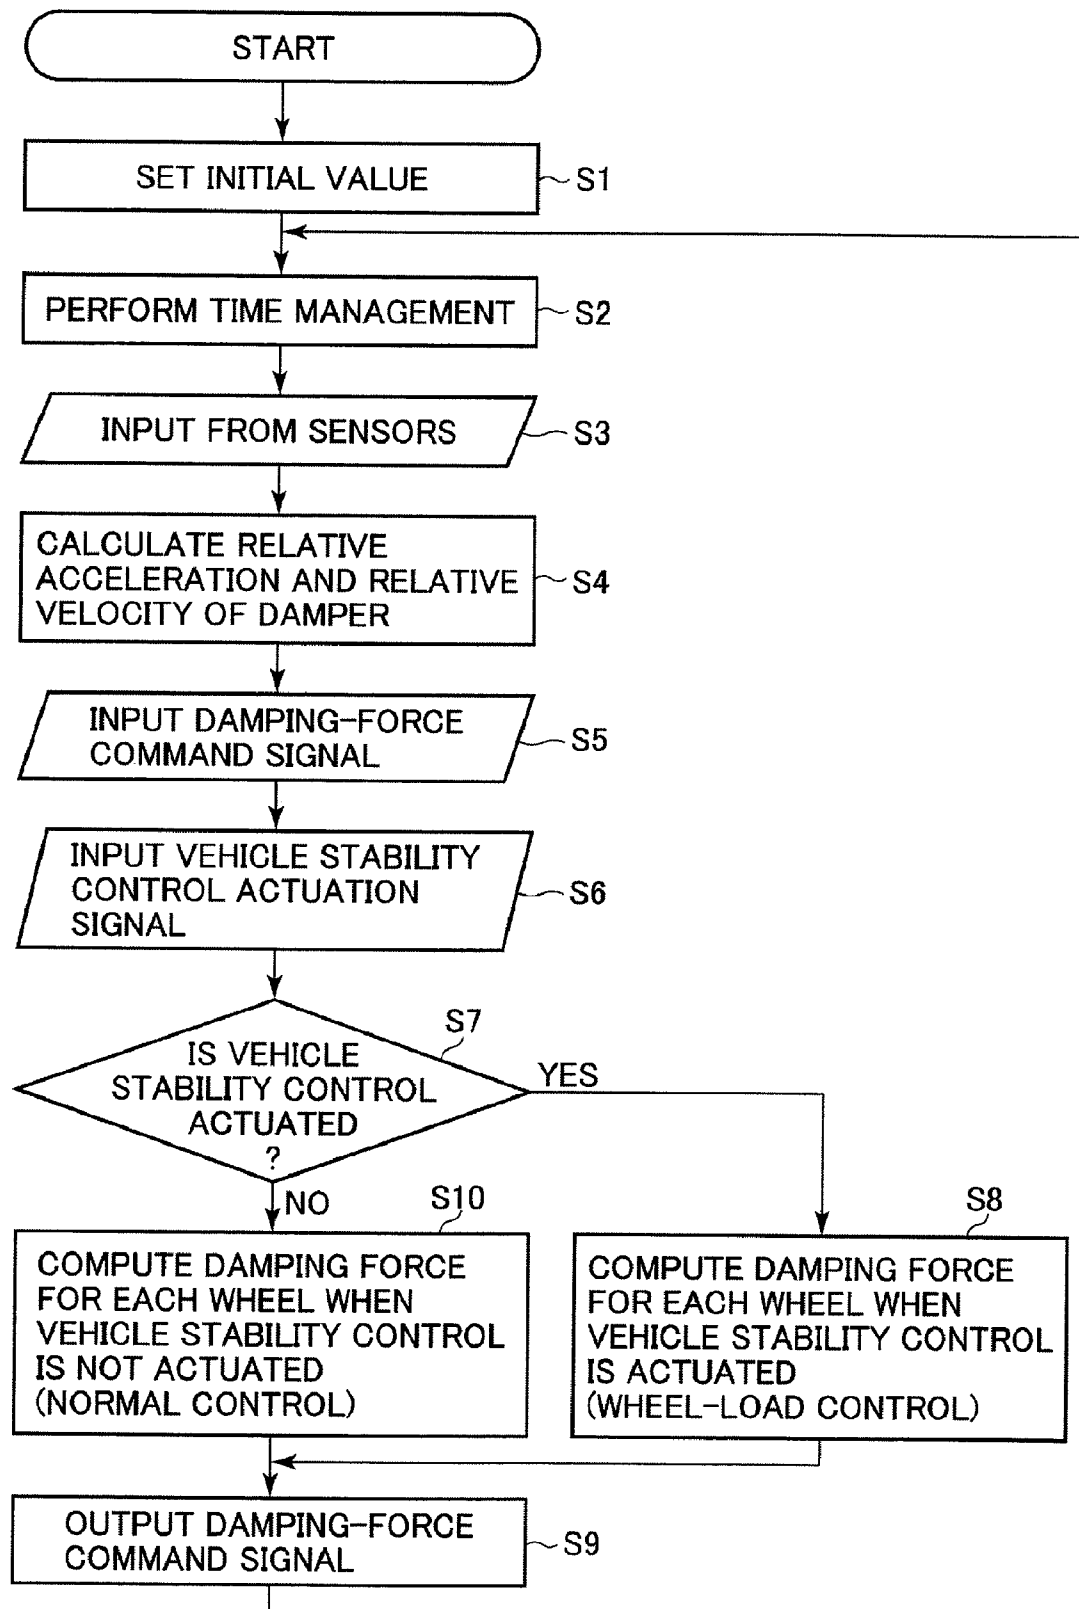 START
SET INITIAL VALUE
S1
PERFORM TIME MANAGEMENT
S2
INPUT FROM SENSORS
S3
CALCULATE RELATIVE
ACCELERATION AND RELATIVE
VELOCITY OF DAMPER
S4
INPUT DAMPING-FORCE
COMMAND SIGNAL
S5
INPUT VEHICLE STABILITY
CONTROL ACTUATION
SIGNAL
S6
S7
IS VEHICLE
STABILITY CONTROL
ACTUATED
?
YES
NO
S10
COMPUTE DAMPING FORCE
FOR EACH WHEEL WHEN
VEHICLE STABILITY CONTROL
IS NOT ACTUATED
(NORMAL CONTROL)
S8
COMPUTE DAMPING FORCE
FOR EACH WHEEL WHEN
VEHICLE STABILITY CONTROL
IS ACTUATED
(WHEEL-LOAD CONTROL)
OUTPUT DAMPING-FORCE
COMMAND SIGNAL
S9